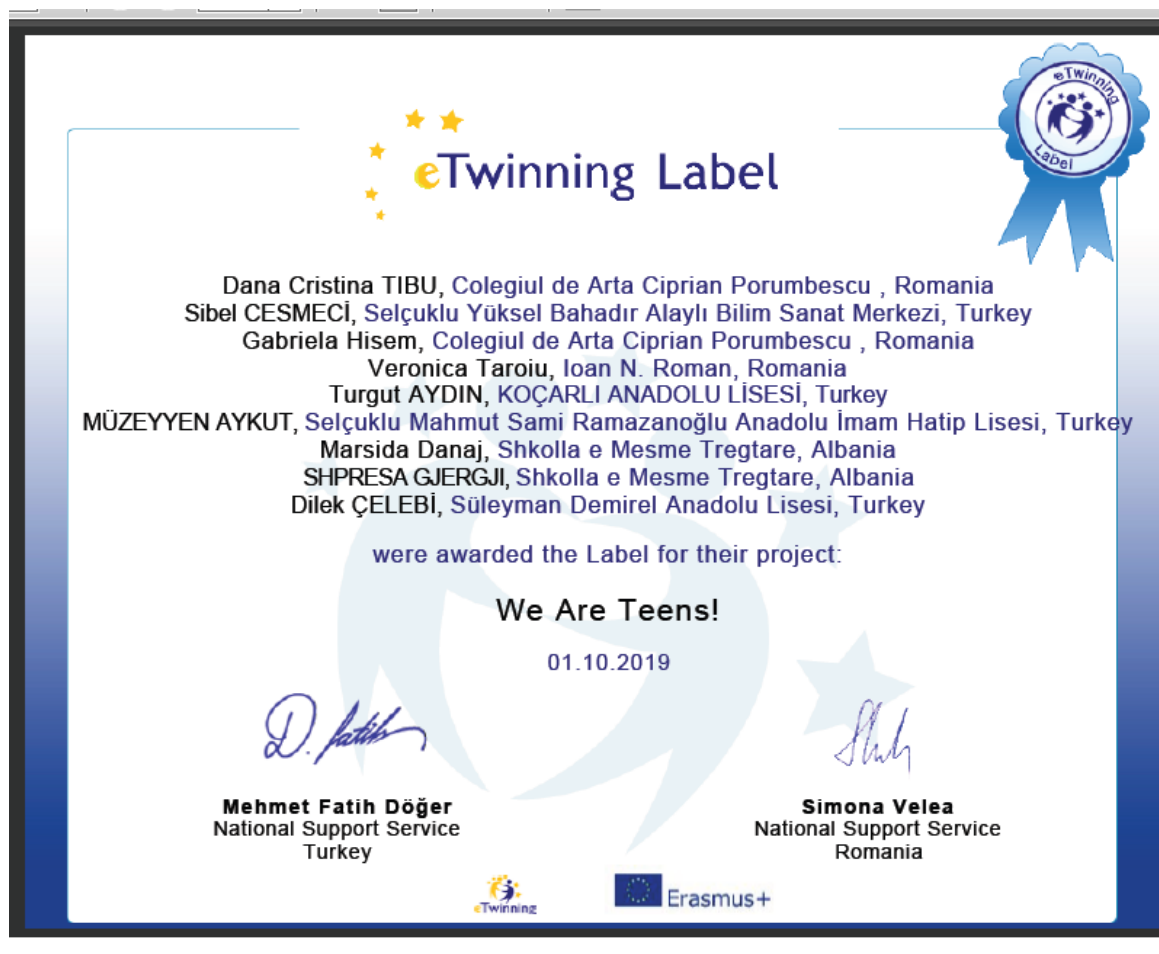 eTwinning Label
eTwinning
Label
Dana Cristina TIBU, Colegiul de Arta Ciprian Porumbescu , Romania
Sibel CESMECİ, Selçuklu Yüksel Bahadır Alaylı Bilim Sanat Merkezi, Turkey
Gabriela Hisem, Colegiul de Arta Ciprian Porumbescu , Romania
Veronica Taroiu, Ioan N. Roman, Romania
Turgut AYDIN, KOÇARLI ANADOLU LİSESİ, Turkey
MÜZEYYEN AYKUT, Selçuklu Mahmut Sami Ramazanoğlu Anadolu İmam Hatip Lisesi, Turkey
Marsida Danaj, Shkolla e Mesme Tregtare, Albania
SHPRESA GJERGJI, Shkolla e Mesme Tregtare, Albania
Dilek ÇELEBİ, Süleyman Demirel Anadolu Lisesi, Turkey
were awarded the Label for their project:
We Are Teens!
01.10.2019
D. fatih
Mehmet Fatih Döğer
National Support Service
Turkey
Simona Velea
National Support Service
Romania
eTwinning
Erasmus+